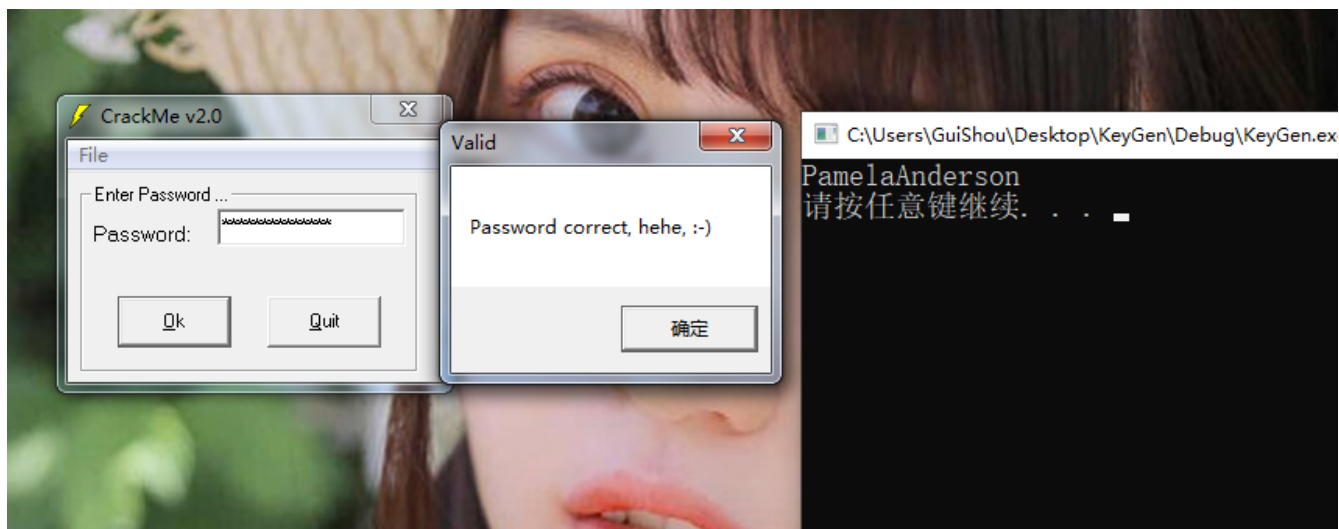 CrackMe v2.0
File
Enter Password ...
Password: ****************
Ok
Quit
Valid
Password correct, hehe, :-)
确定
C:\Users\GuiShou\Desktop\KeyGen\Debug\KeyGen.ex
PamelaAnderson
请按任意键继续. . .